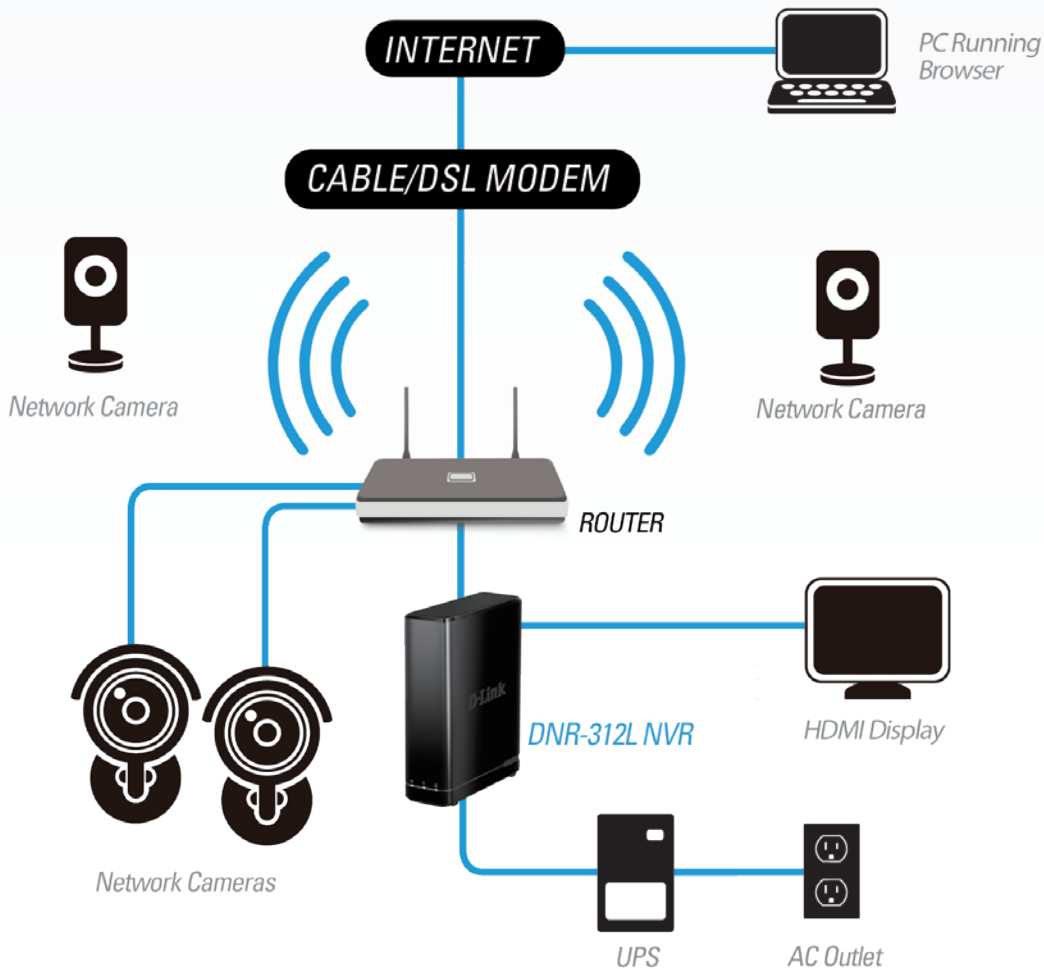 INTERNET
PC Running
Browser
CABLE/DSL MODEM
Network Camera
Network Camera
ROUTER
D-Link
DNR-312L NVR
HDMI Display
Network Cameras
UPS
AC Outlet